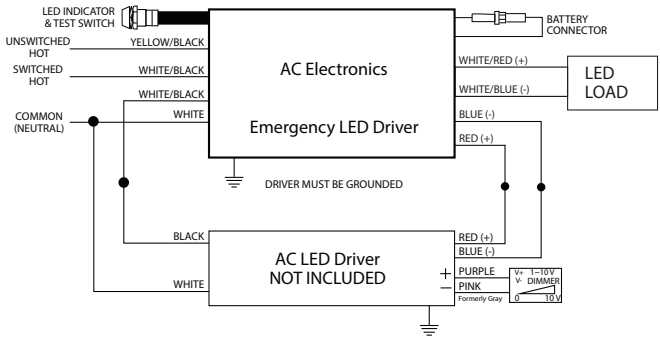 LED INDICATOR
& TEST SWITCH
BATTERY
CONNECTOR
UNSWITCHED
HOT
YELLOW/BLACK
SWITCHED
HOT
WHITE/BLACK
WHITE/BLACK
COMMON
(NEUTRAL)
WHITE
AC Electronics
Emergency LED Driver
WHITE/RED (+)
WHITE/BLUE (-)
LED
LOAD
BLUE (-)
RED (+)
DRIVER MUST BE GROUNDED
BLACK
WHITE
AC LED Driver
NOT INCLUDED
RED (+)
BLUE (-)
+ PURPLE
− PINK
Formerly Gray
V+ 1~10 V
V- DIMMER
0 10 V